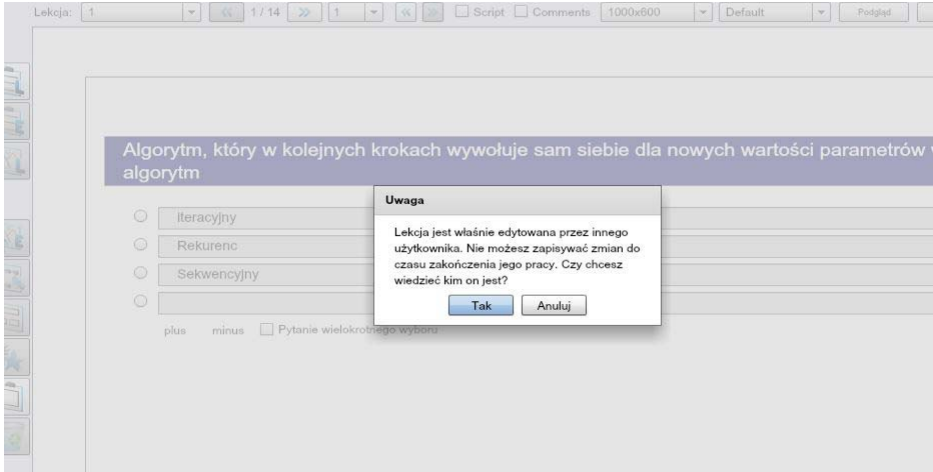 Lekcja: 1 << 1 / 14 >> 1 << >> Script Comments 1000x600 Default Podgląd
Algorytm, który w kolejnych krokach wywołuje sam siebie dla nowych wartości parametrów
algorytm
Uwaga
Lekcja jest właśnie edytowana przez innego
użytkownika. Nie możesz zapisywać zmian do
czasu zakończenia jego pracy. Czy chcesz
wiedzieć kim on jest?
Tak Anuluj
Iteracyjny
Rekurenc
Sekwencyjny
plus minus Pytanie wielokrotnego wyboru